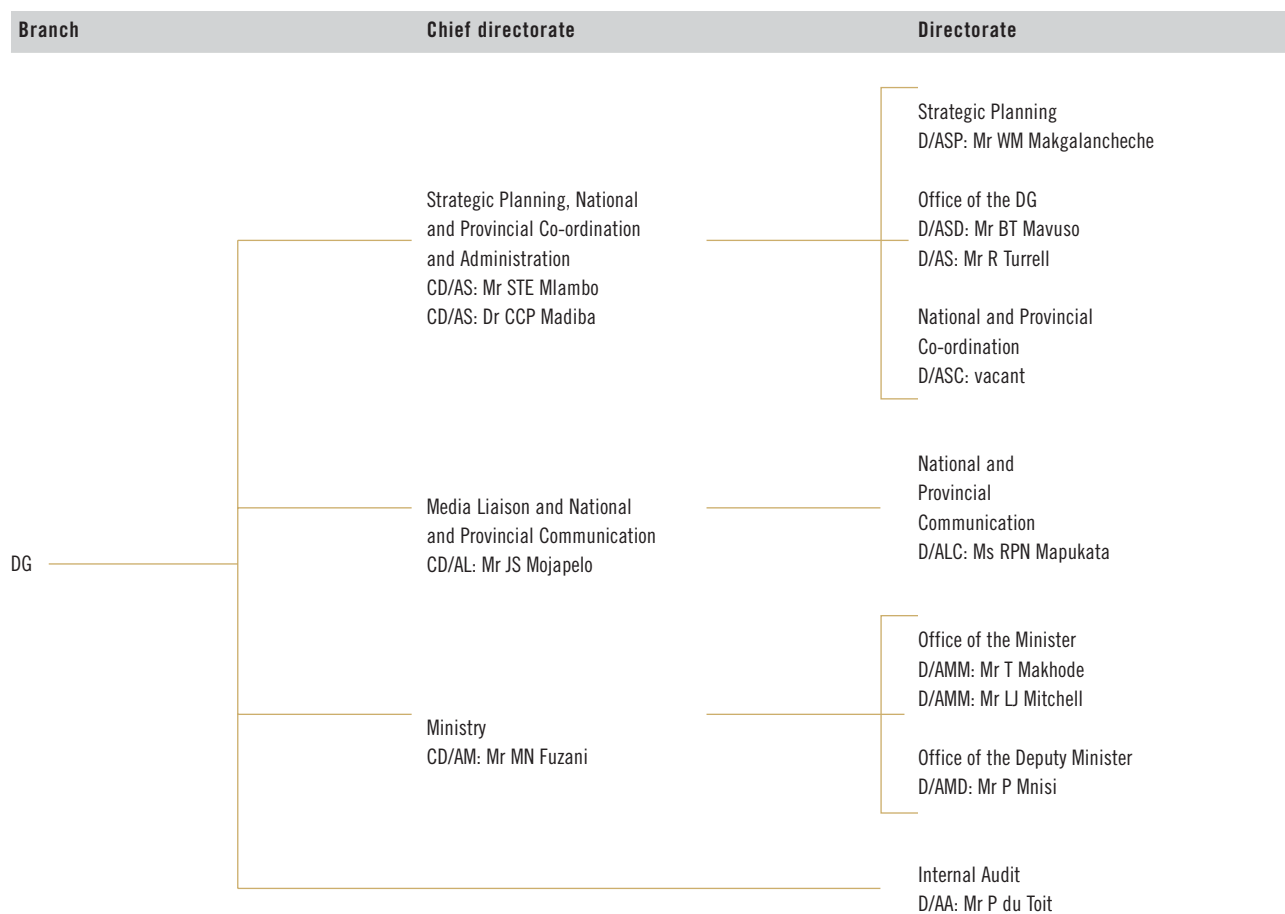 Branch Chief directorate Directorate
Strategic Planning
D/ASP: Mr WM Makgalancheche
Office of the DG
D/ASD: Mr BT Mavuso
D/AS: Mr R Turrell
National and Provincial
Co-ordination
D/ASC: vacant
Strategic Planning, National
and Provincial Co-ordination
and Administration
CD/AS: Mr STE Mlambo
CD/AS: Dr CCP Madiba
National and
Provincial
Communication
D/ALC: Ms RPN Mapukata
Media Liaison and National
and Provincial Communication
CD/AL: Mr JS Mojapelo
DG
Office of the Minister
D/AMM: Mr T Makhode
D/AMM: Mr LJ Mitchell
Office of the Deputy Minister
D/AMD: Mr P Mnisi
Ministry
CD/AM: Mr MN Fuzani
Internal Audit
D/AA: Mr P du Toit